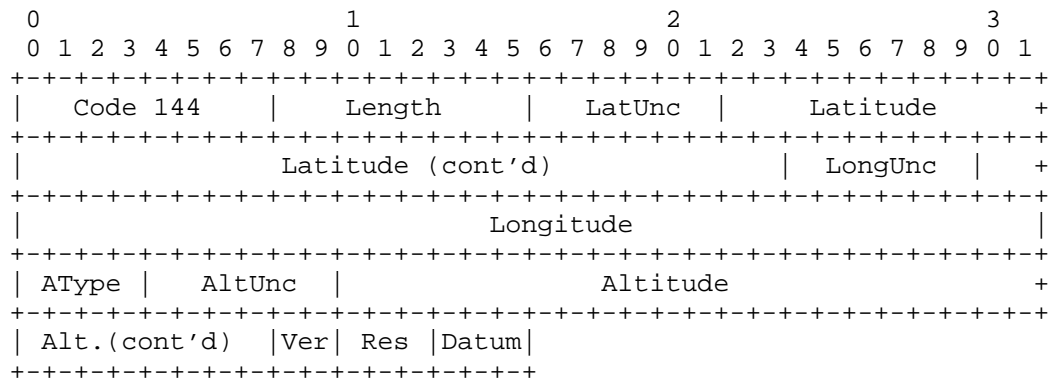 0                   1                   2                   3
 0 1 2 3 4 5 6 7 8 9 0 1 2 3 4 5 6 7 8 9 0 1 2 3 4 5 6 7 8 9 0 1
+-+-+-+-+-+-+-+-+-+-+-+-+-+-+-+-+-+-+-+-+-+-+-+-+-+-+-+-+-+-+-+-+
|   Code 144    |    Length     |   LatUnc  |     Latitude      +
+-+-+-+-+-+-+-+-+-+-+-+-+-+-+-+-+-+-+-+-+-+-+-+-+-+-+-+-+-+-+-+-+
|                Latitude (cont’d)              |  LongUnc  |   +
+-+-+-+-+-+-+-+-+-+-+-+-+-+-+-+-+-+-+-+-+-+-+-+-+-+-+-+-+-+-+-+-+
|                             Longitude                         |
+-+-+-+-+-+-+-+-+-+-+-+-+-+-+-+-+-+-+-+-+-+-+-+-+-+-+-+-+-+-+-+-+
| AType |   AltUnc  |                Altitude                   +
+-+-+-+-+-+-+-+-+-+-+-+-+-+-+-+-+-+-+-+-+-+-+-+-+-+-+-+-+-+-+-+-+
| Alt.(cont’d)  |Ver| Res |Datum|
+-+-+-+-+-+-+-+-+-+-+-+-+-+-+-+-+